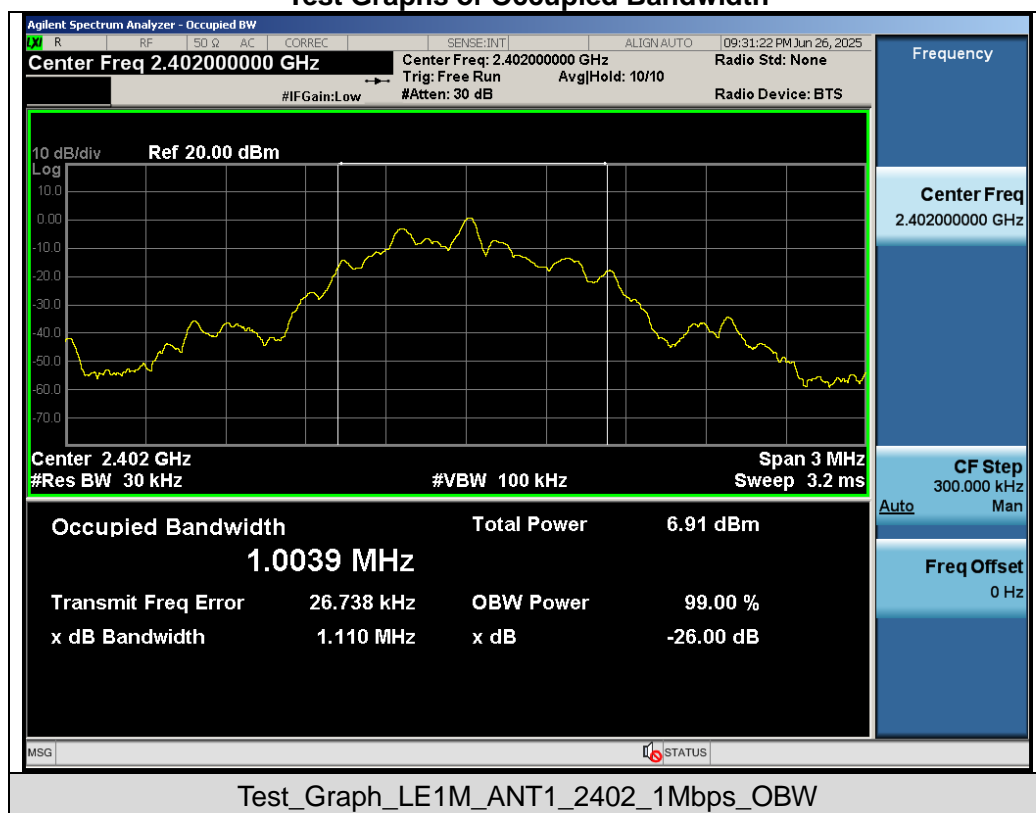 Test Graphs of Occupied Bandwidth
Agilent Spectrum Analyzer - Occupied BW
LXI R RF 50 Ω AC CORREC SENSE:INT ALIGN AUTO 09:31:22 PM Jun 26, 2025
Center Freq 2.402000000 GHz
Center Freq: 2.402000000 GHz
Radio Std: None
Trig: Free Run Avg|Hold: 10/10
#IFGain:Low
#Atten: 30 dB
Radio Device: BTS
10 dB/div Ref 20.00 dBm
Log
10.0
0.00
-10.0
-20.0
-30.0
-40.0
-50.0
-60.0
-70.0
Center 2.402 GHz Span 3 MHz
#Res BW 30 kHz #VBW 100 kHz Sweep 3.2 ms
Occupied Bandwidth Total Power 6.91 dBm
1.0039 MHz
Transmit Freq Error 26.738 kHz OBW Power 99.00 %
x dB Bandwidth 1.110 MHz x dB -26.00 dB
MSG STATUS
Frequency
Center Freq
2.402000000 GHz
CF Step
300.000 kHz
Auto Man
Freq Offset
0 Hz
Test_Graph_LE1M_ANT1_2402_1Mbps_OBW